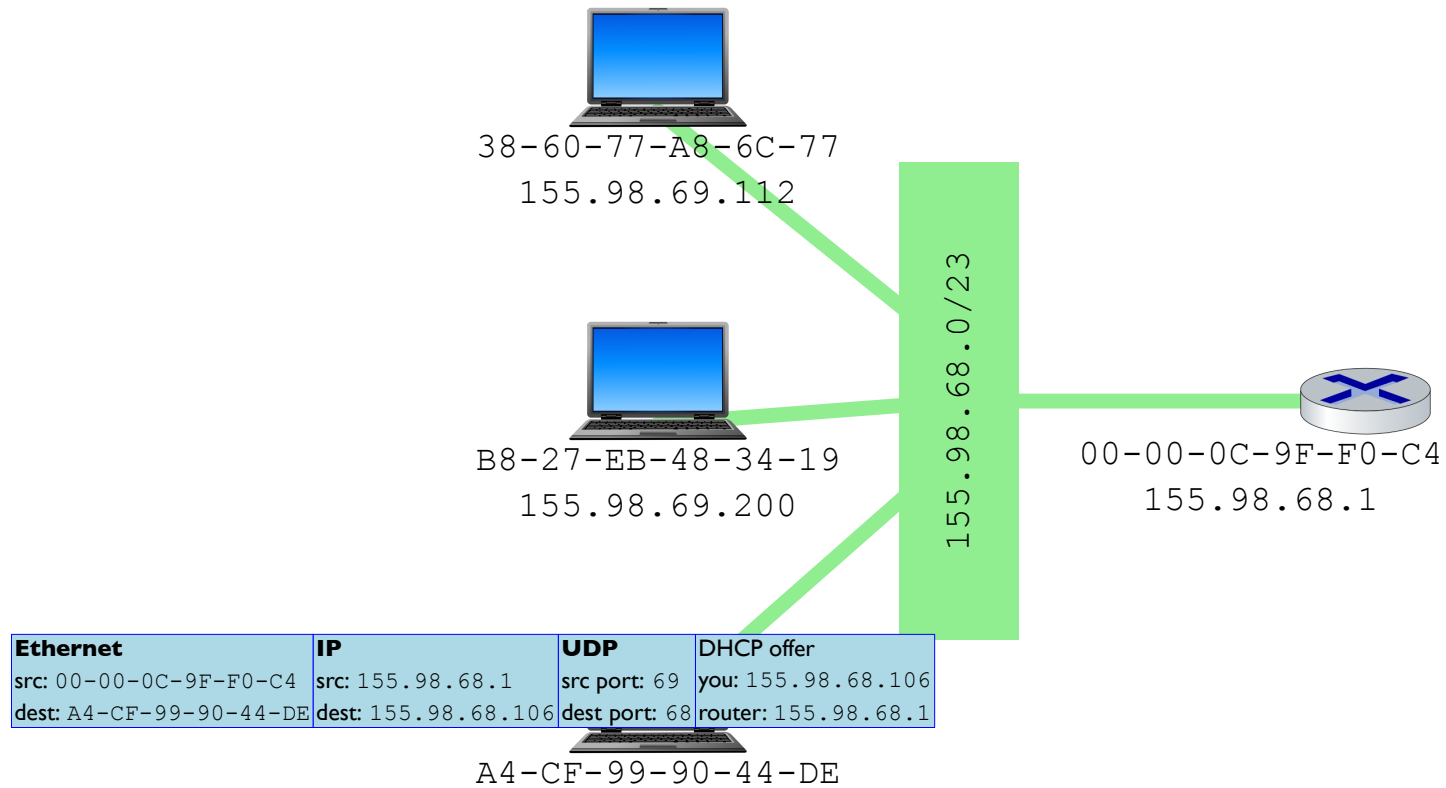 38-60-77-A8-6C-77
155.98.69.112
155.98.68.0/23
B8-27-EB-48-34-19
155.98.69.200
00-00-0C-9F-F0-C4
155.98.68.1
Ethernet IP UDP DHCP offer
src: 00-00-0C-9F-F0-C4 src: 155.98.68.1 src port: 69 you: 155.98.68.106
dest: A4-CF-99-90-44-DE dest: 155.98.68.106 dest port: 68 router: 155.98.68.1
A4-CF-99-90-44-DE